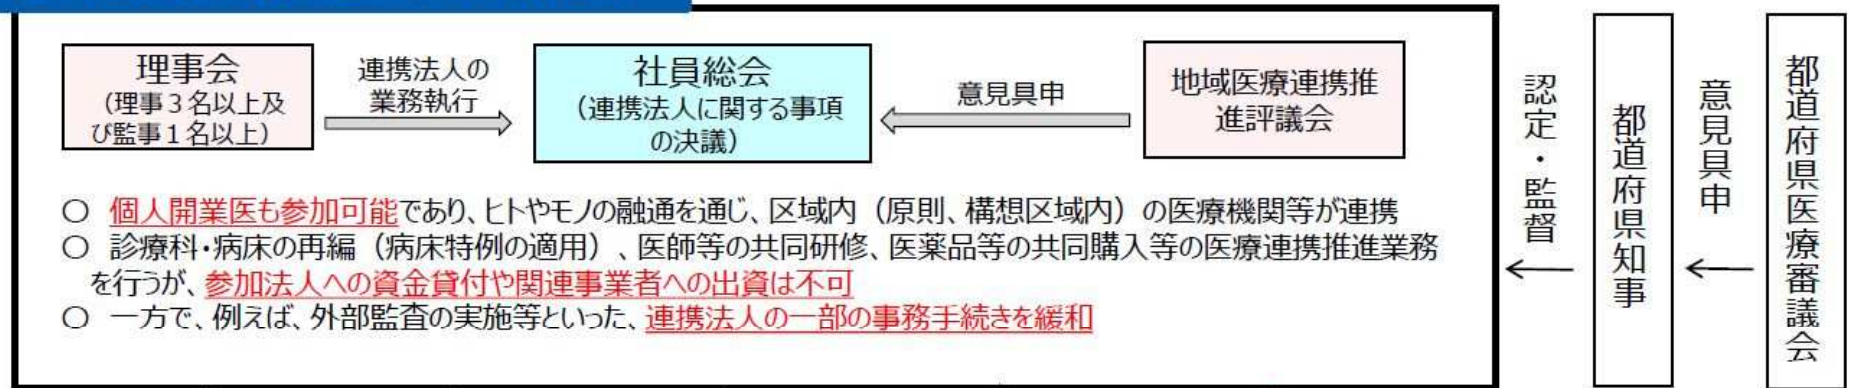 理事会
（理事３名以上及
び監事１名以上）
連携法人の
業務執行
社員総会
（連携法人に関する事項
の決議）
意見具申
地域医療連携推
進評議会
○　個人開業医も参加可能であり、ヒトやモノの融通を通じ、区域内（原則、構想区域内）の医療機関等が連携
○　診療科・病床の再編（病床特例の適用）、医師等の共同研修、医薬品等の共同購入等の医療連携推進業務
を行うが、参加法人への資金貸付や関連事業者への出資は不可
○　一方で、例えば、外部監査の実施等といった、連携法人の一部の事務手続きを緩和
認定・監督
都道府県知事
意見具申
都道府県医療審議会